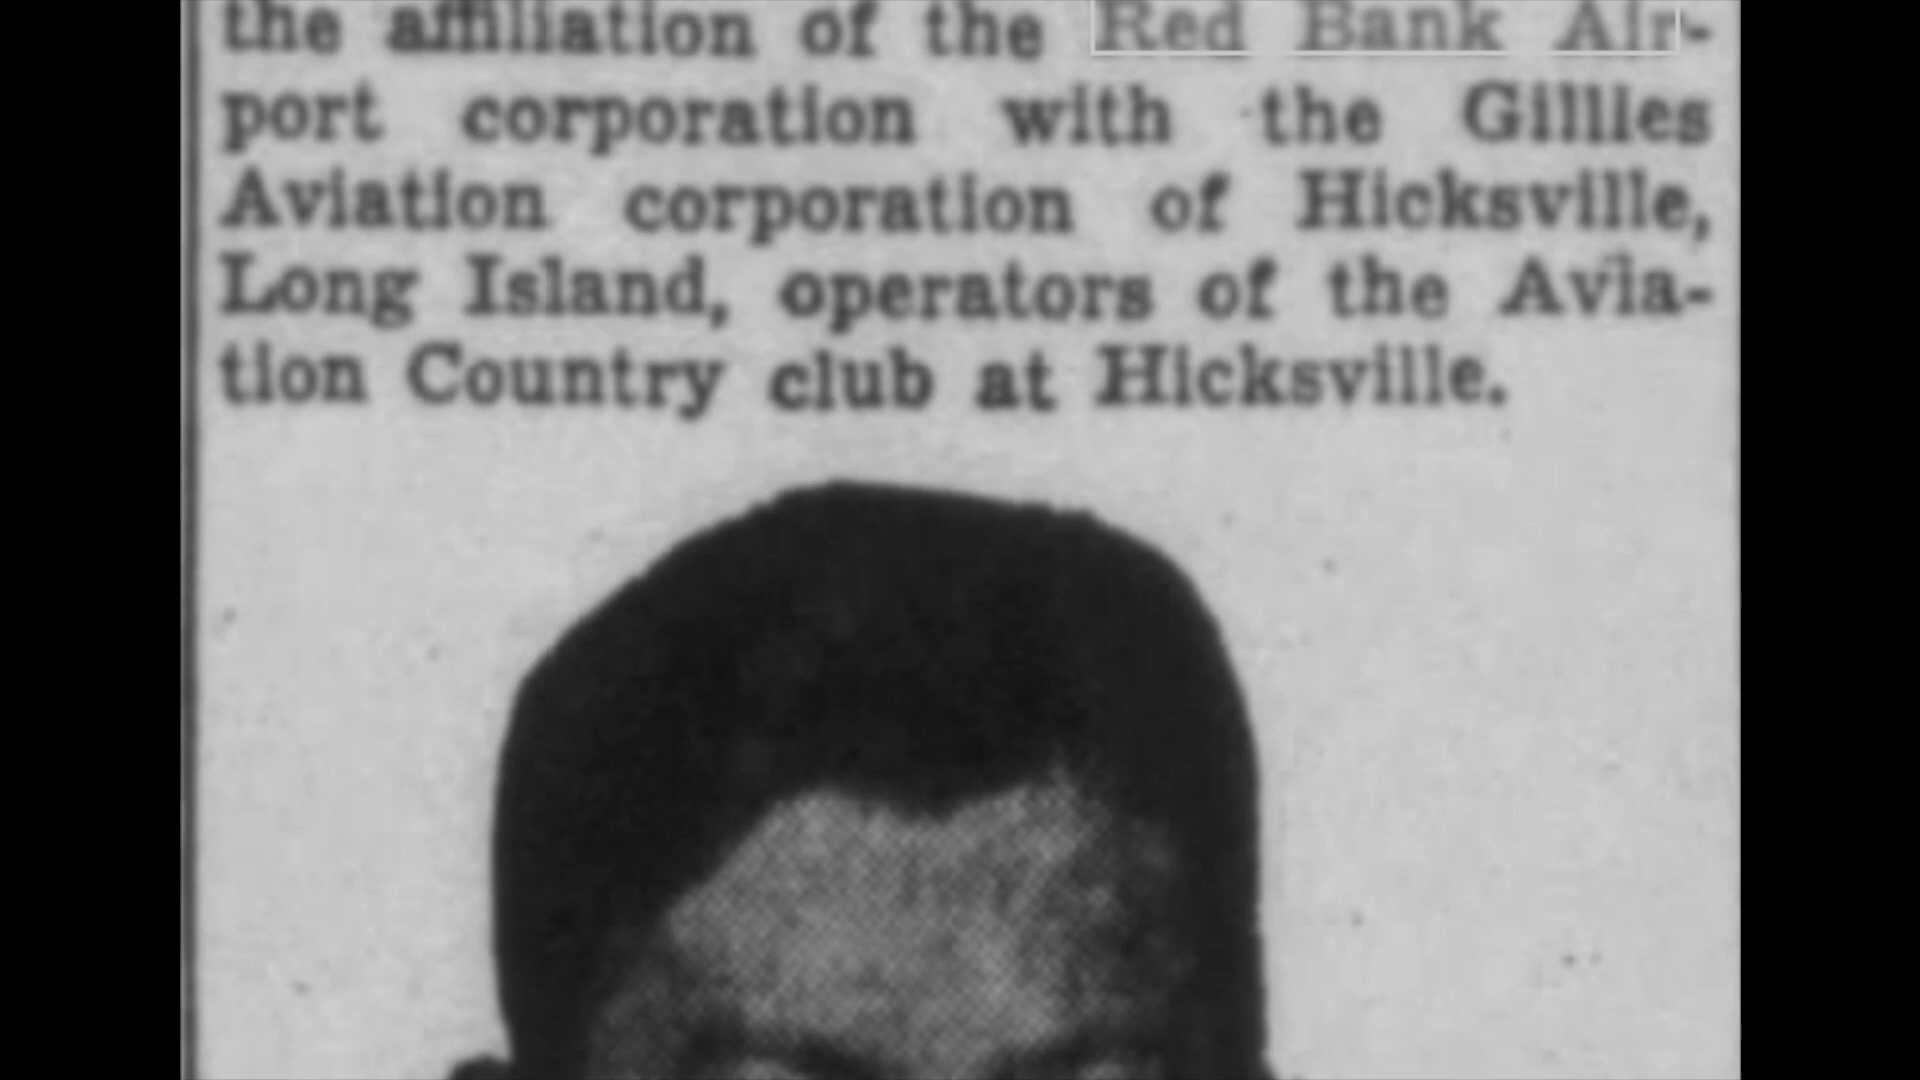 the affiliation of the Red Bank Air-
port corporation with the Gillies
Aviation corporation of Hicksville,
Long Island, operators of the Avia-
tion Country club at Hicksville.